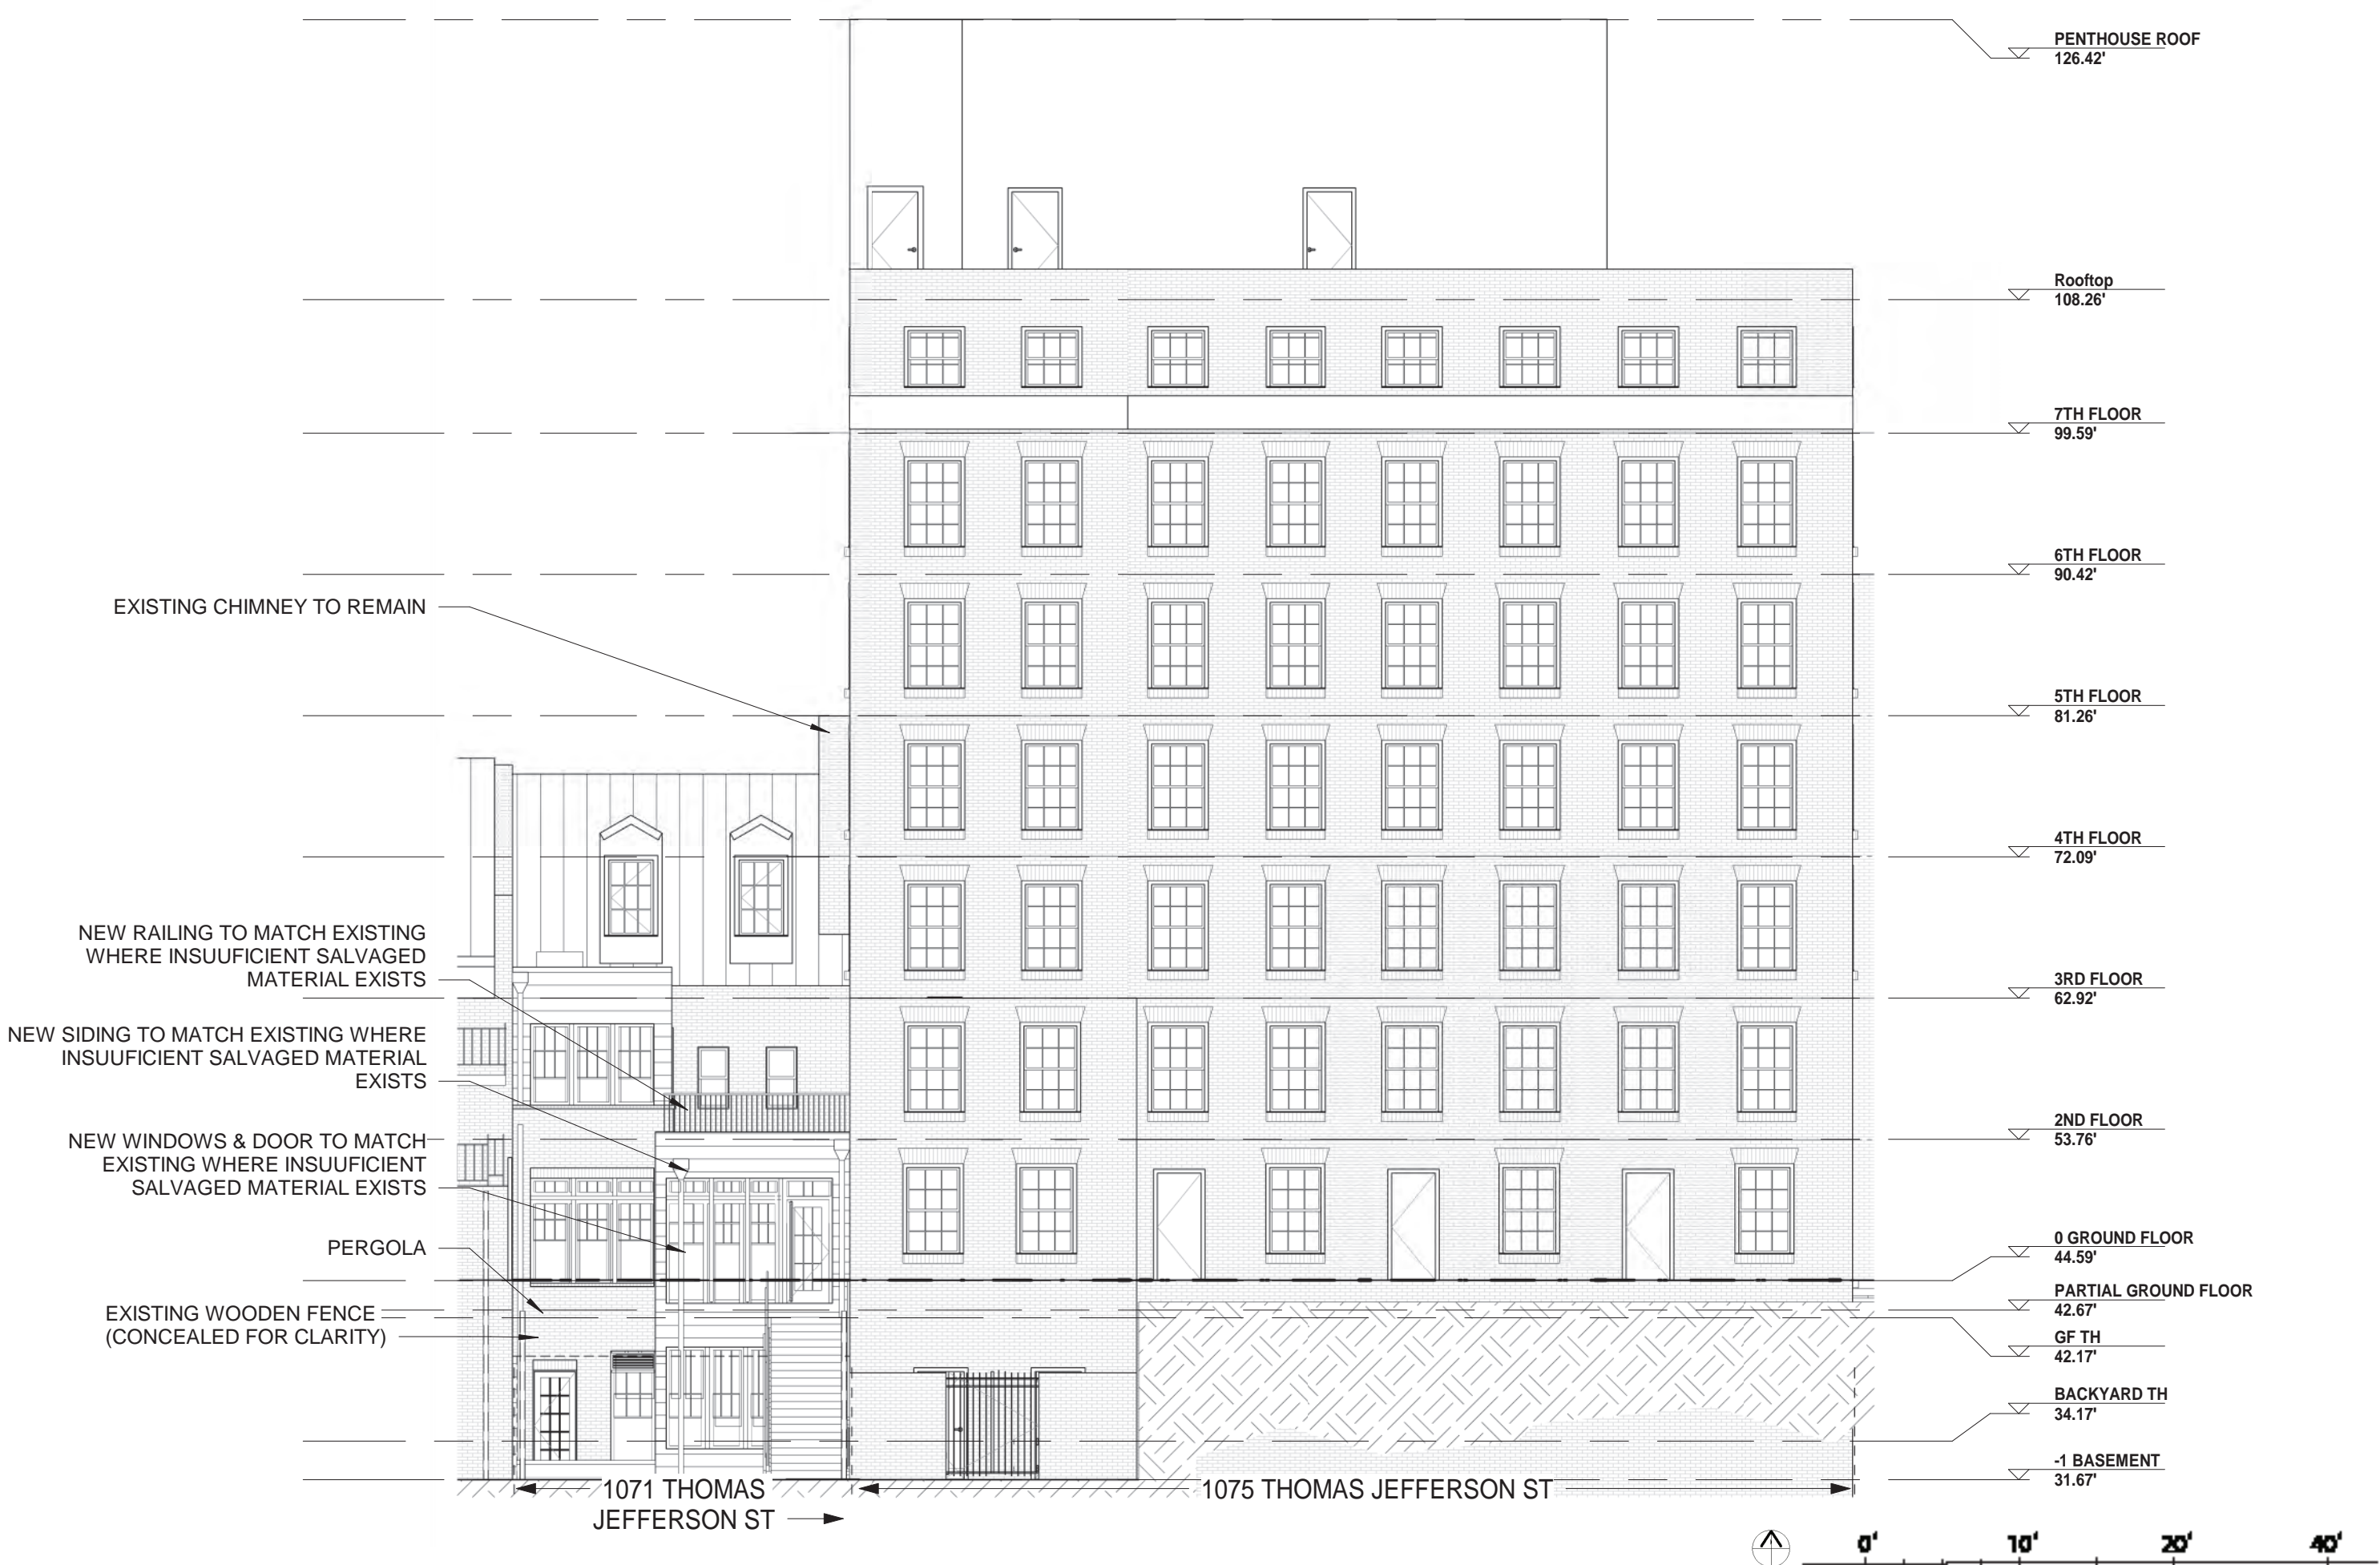 PENTHOUSE ROOF
126.42'
Rooftop
108.26'
7TH FLOOR
99.59'
6TH FLOOR
90.42'
EXISTING CHIMNEY TO REMAIN
5TH FLOOR
81.26'
4TH FLOOR
72.09'
NEW RAILING TO MATCH EXISTING
WHERE INSUUFICIENT SALVAGED
MATERIAL EXISTS
3RD FLOOR
62.92'
NEW SIDING TO MATCH EXISTING WHERE
INSUUFICIENT SALVAGED MATERIAL
EXISTS
2ND FLOOR
53.76'
NEW WINDOWS & DOOR TO MATCH
EXISTING WHERE INSUUFICIENT
SALVAGED MATERIAL EXISTS
PERGOLA
0 GROUND FLOOR
44.59'
PARTIAL GROUND FLOOR
42.67'
EXISTING WOODEN FENCE
(CONCEALED FOR CLARITY)
GF TH
42.17'
BACKYARD TH
34.17'
-1 BASEMENT
31.67'
1071 THOMAS
JEFFERSON ST
1075 THOMAS JEFFERSON ST
0' 10' 20' 40'